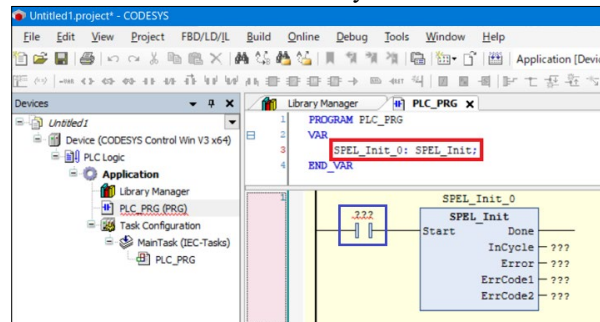 Untitled1.project* - CODESYS
File Edit View Project FBD/LD/IL Build Online Debug Tools Window Help
Application [Devi
Devices
Untitled1
Device (CODESYS Control Win V3 x64)
PLC Logic
Application
Library Manager
PLC_PRG (PRG)
Task Configuration
MainTask (IEC-Tasks)
PLC_PRG
Library Manager PLC_PRG
1 PROGRAM PLC_PRG
2 VAR
3 SPEL_Init_0: SPEL_Init;
4 END_VAR
1
SPEL_Init_0
??? SPEL_Init
Start Done
InCycle ???
Error ???
ErrCode1 ???
ErrCode2 ???